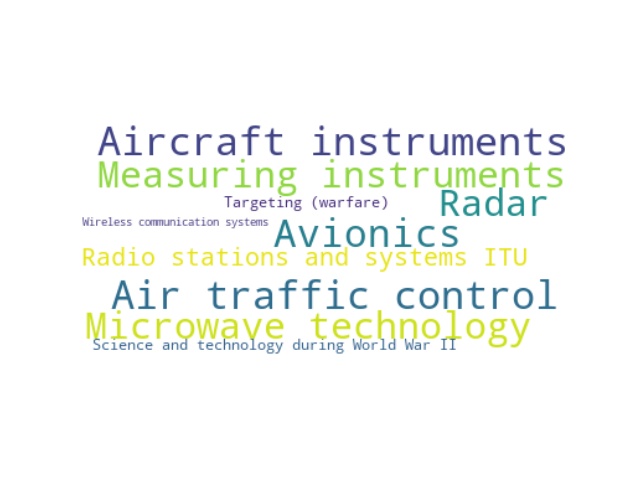 Aircraft instruments
Measuring instruments
Targeting (warfare)
Radar
Wireless communication systems
Avionics
Radio stations and systems ITU
Air traffic control
Microwave technology
Science and technology during World War II